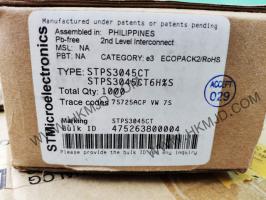 Manufactured under patents or patents pending
Assembled in: PHILIPPINES
Pb-free 2nd Level Interconnect
MSL: NA
PBT: NA CATEGORY: e3 ECOPACK2/RoHS
TYPE: STPS3045CT
STPS3045CT6H%S
Total Qty: 1000
Trace codes 7S725ACP VW 7S
Marking STPS3045CT
Bulk ID 475263800004
Please provide the bulk ID for any inquiry
STMicroelectronics
ACCEPT
029